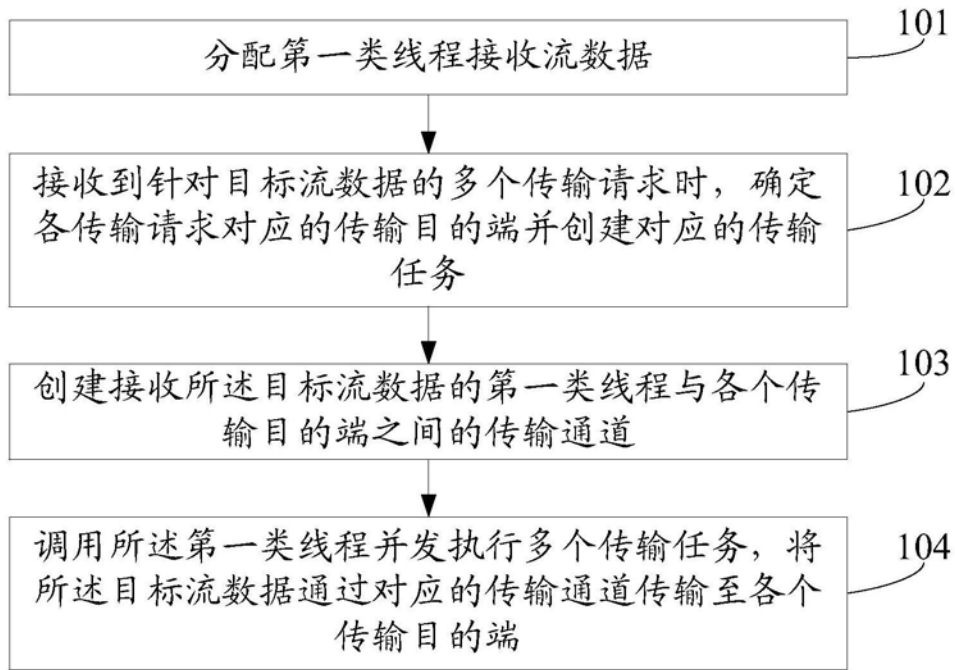 分配第一类线程接收流数据
101
接收到针对目标流数据的多个传输请求时，确定
各传输请求对应的传输目的端并创建对应的传输
任务
102
创建接收所述目标流数据的第一类线程与各个传
输目的端之间的传输通道
103
调用所述第一类线程并发执行多个传输任务，将
所述目标流数据通过对应的传输通道传输至各个
传输目的端
104